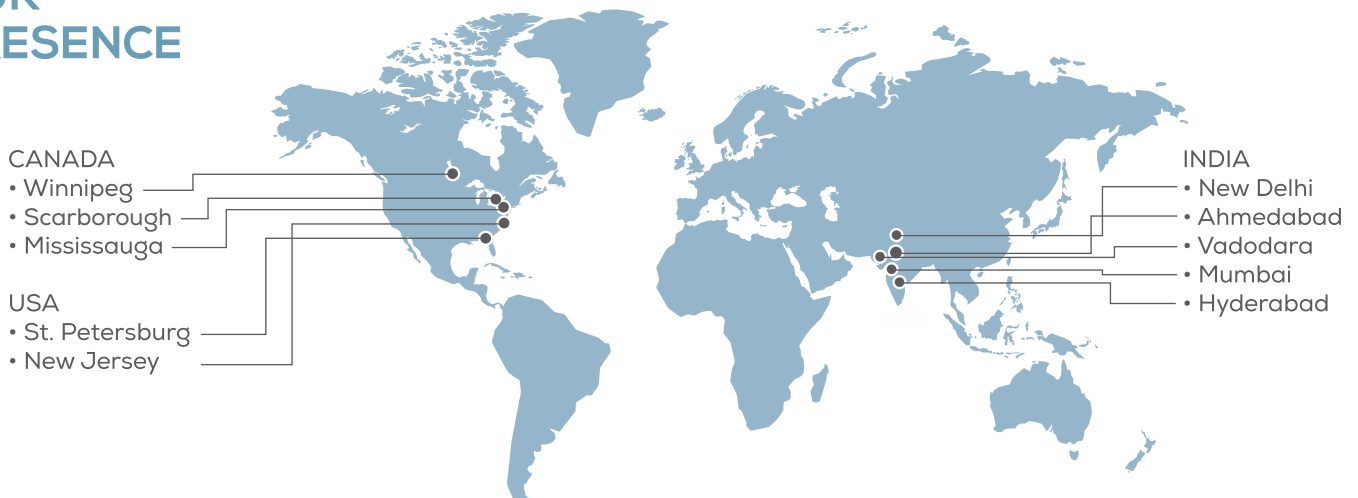 ESENCE
CANADA
• Winnipeg
• Scarborough
• Mississauga
USA
• St. Petersburg
• New Jersey
INDIA
• New Delhi
• Ahmedabad
• Vadodara
• Mumbai
• Hyderabad